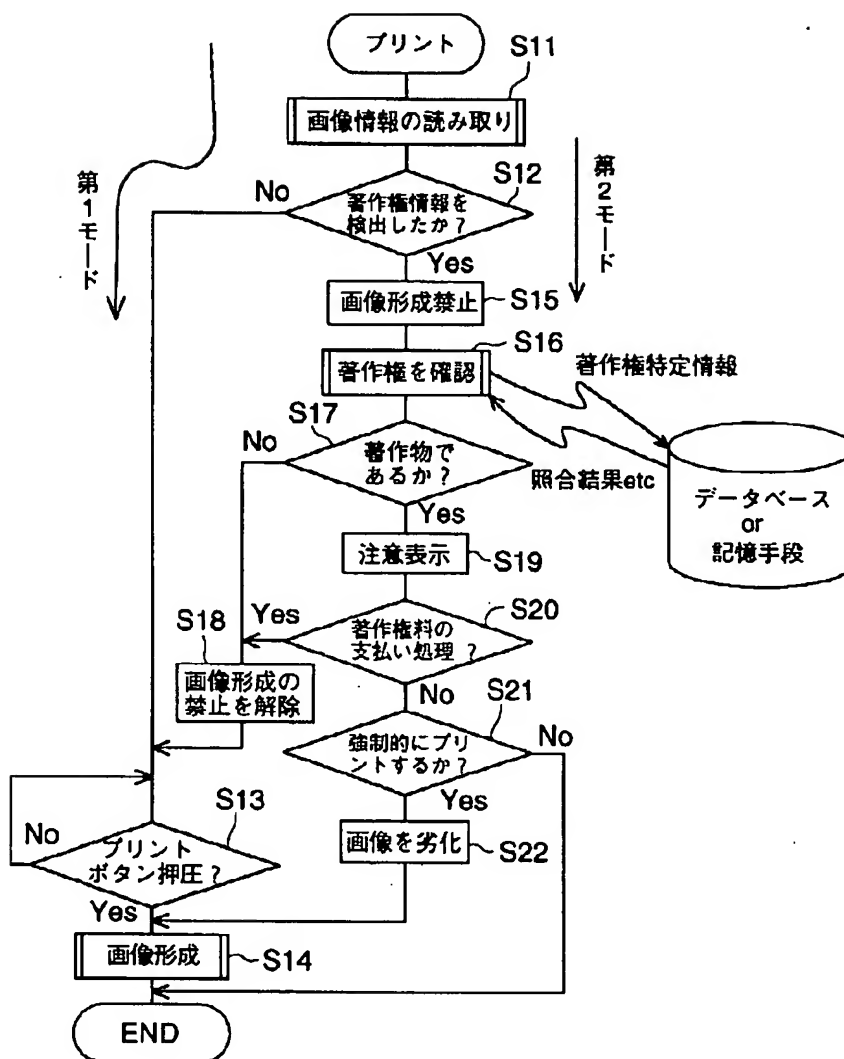 プリント
S11
画像情報の読み取り
第1モード
第2モード
S12
No
著作権情報を
検出したか?
Yes
画像形成禁止
S15
S16
著作権を確認
著作権特定情報
S17
No
著作物で
あるか?
照合結果etc
データベース
or
記憶手段
Yes
注意表示
S19
S20
Yes
著作権料の
支払い処理?
S18
画像形成の
禁止を解除
No
S21
強制的にプリ
ントするか?
No
Yes
画像を劣化
S22
S13
No
プリント
ボタン押圧?
Yes
画像形成
S14
END